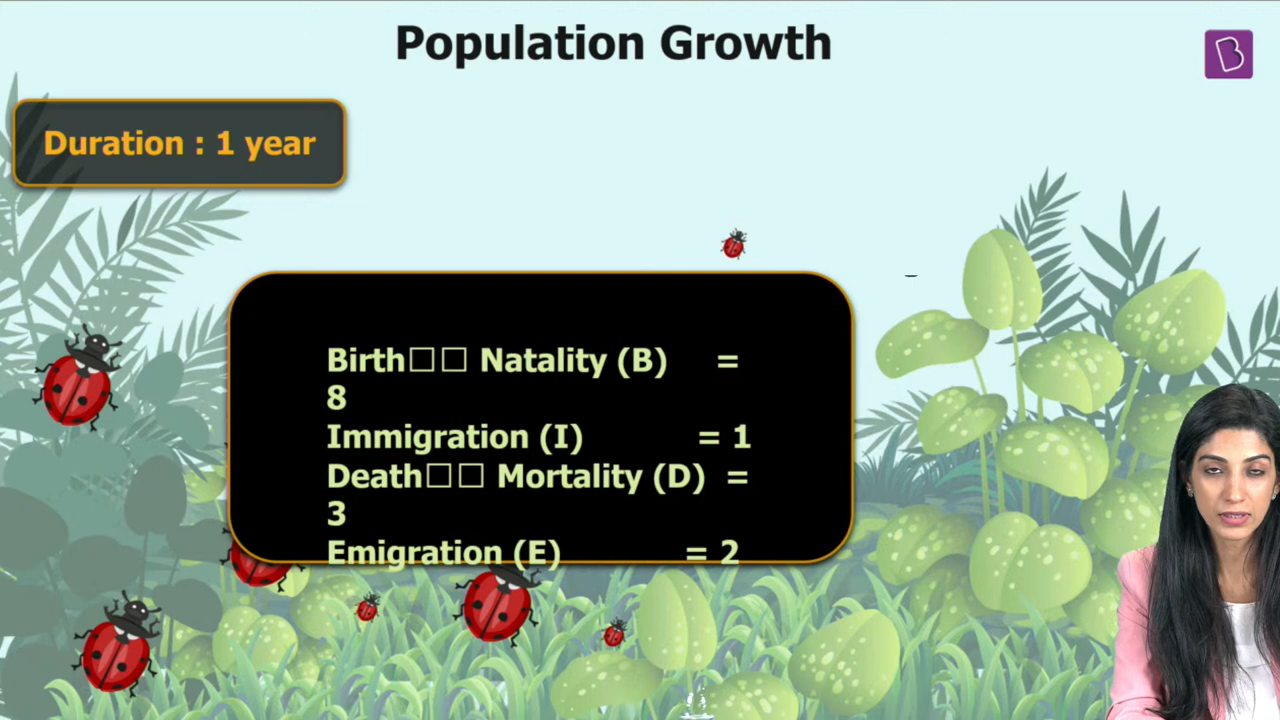 Population Growth
Duration : 1 year
Birth□□ Natality (B) =
8
Immigration (I) = 1
Death□□ Mortality (D) =
3
Emigration (E) = 2